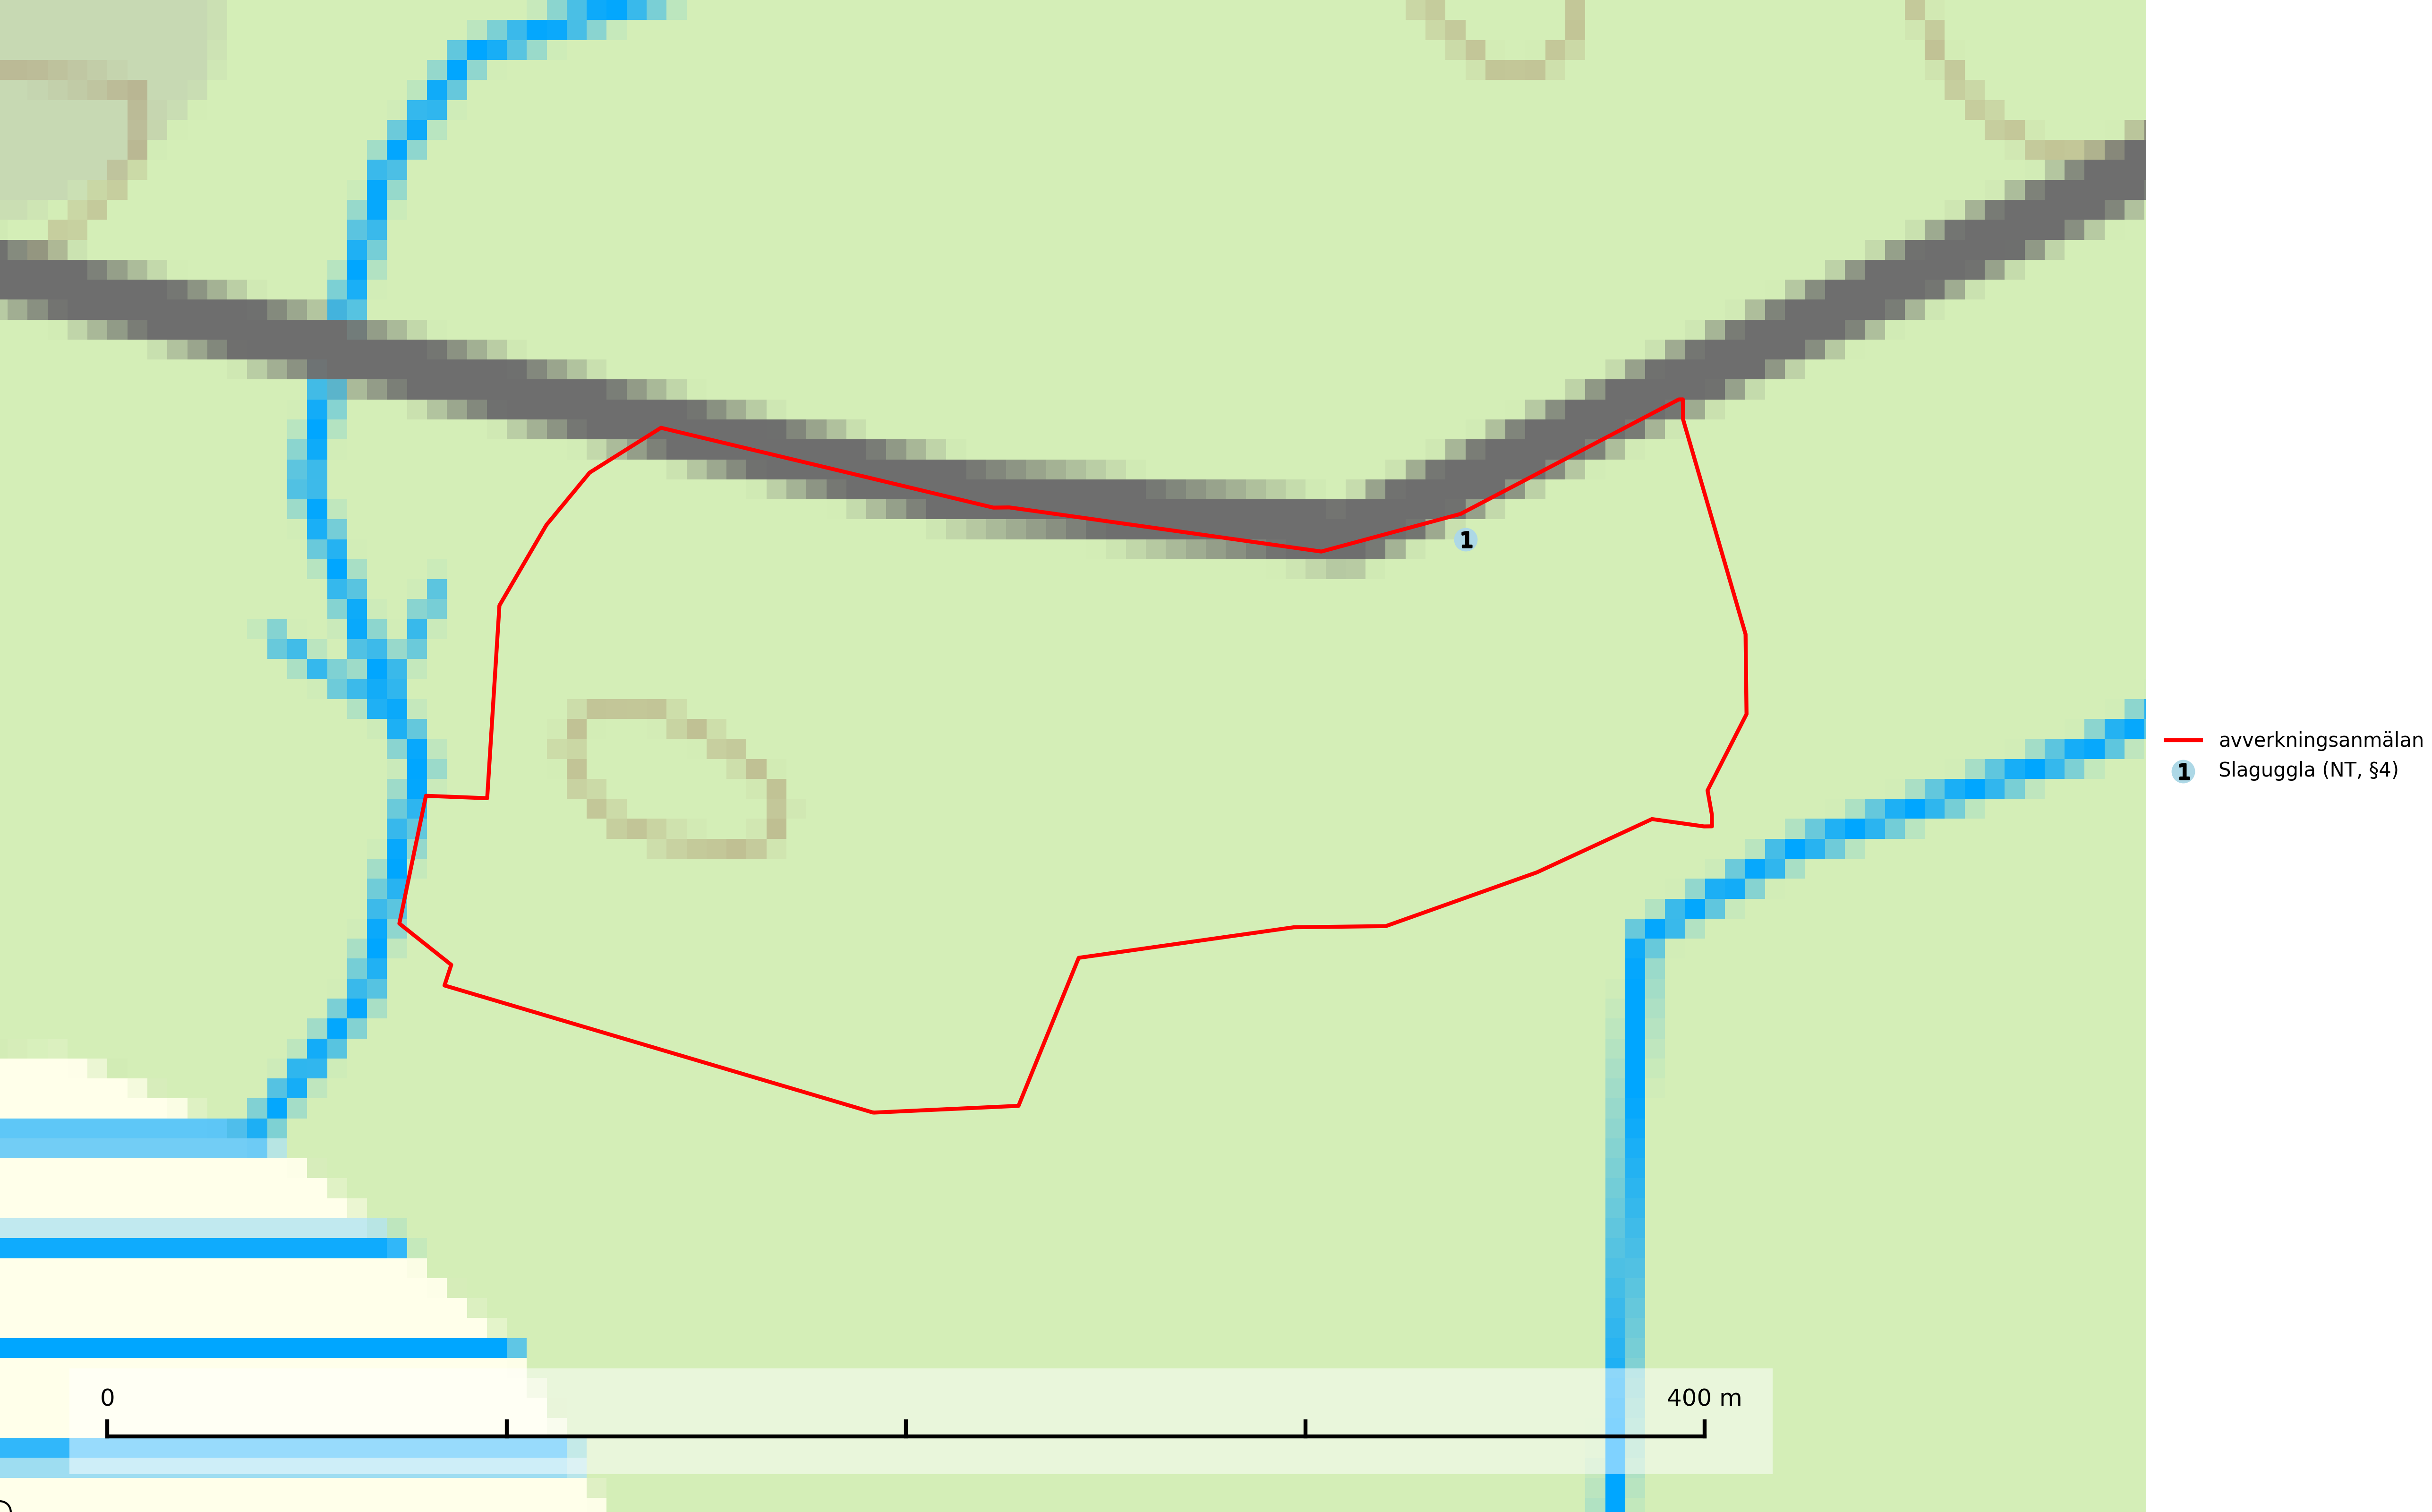 1
avverkningsanmälan
1 Slaguggla (NT, §4)
0 400 m